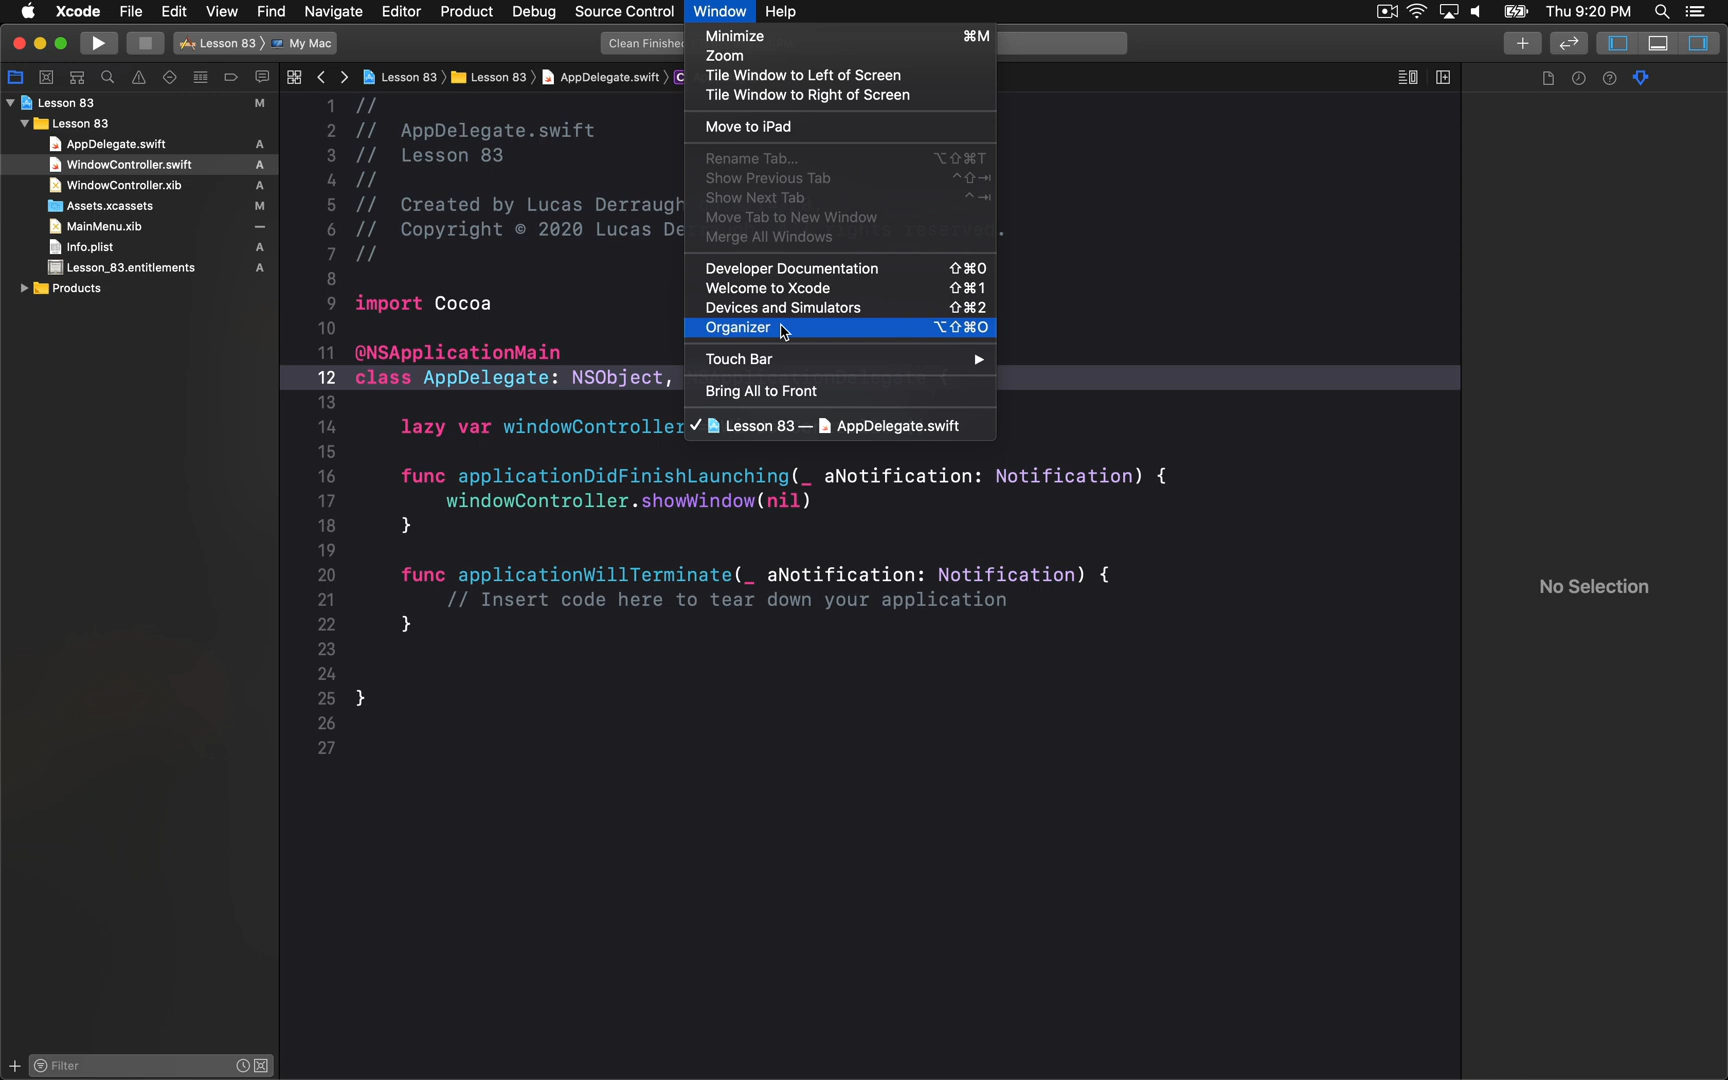 Xcode File Edit View Find Navigate Editor Product Debug Source Control Window Help Thu 9:20 PM
Lesson 83 〉 My Mac
Clean Finished
Lesson 83 〉 Lesson 83 〉 AppDelegate.swift 〉 C
Lesson 83 M
Lesson 83
AppDelegate.swift A
WindowController.swift A
WindowController.xib A
Assets.xcassets M
MainMenu.xib —
Info.plist A
Lesson_83.entitlements A
Products
Filter
1 //
2 //  AppDelegate.swift
3 //  Lesson 83
4 //
5 //  Created by Lucas Derraugh
6 //  Copyright © 2020 Lucas De rights reserved.
7 //
8
9 import Cocoa
10
11 @NSApplicationMain
12 class AppDelegate: NSObject, NSApplicationDelegate {
13
14     lazy var windowController
15
16     func applicationDidFinishLaunching(_ aNotification: Notification) {
17         windowController.showWindow(nil)
18     }
19
20     func applicationWillTerminate(_ aNotification: Notification) {
21         // Insert code here to tear down your application
22     }
23
24
25 }
26
27
Minimize ⌘M
Zoom
Tile Window to Left of Screen
Tile Window to Right of Screen
Move to iPad
Rename Tab... ⌥⇧⌘T
Show Previous Tab ⌃⇧⇥
Show Next Tab ⌃⇥
Move Tab to New Window
Merge All Windows
Developer Documentation ⇧⌘0
Welcome to Xcode ⇧⌘1
Devices and Simulators ⇧⌘2
Organizer ⌥⇧⌘O
Touch Bar ▶
Bring All to Front
✓ Lesson 83 — AppDelegate.swift
No Selection